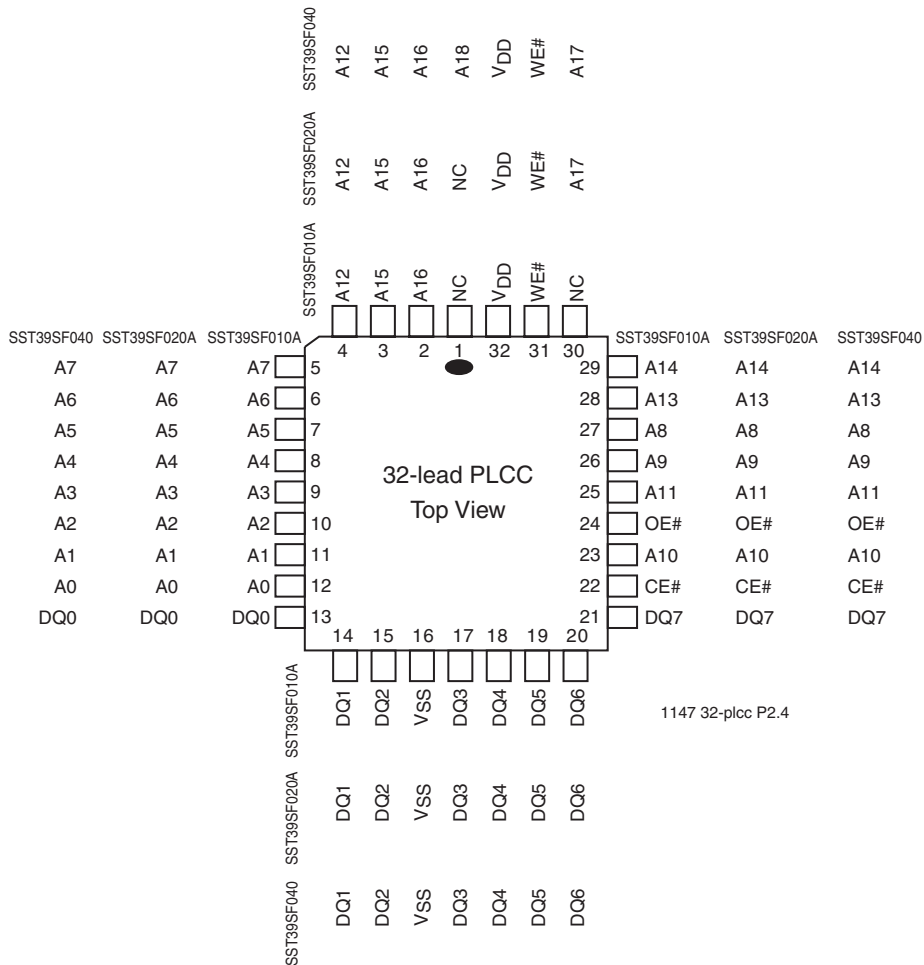 SST39SF040 A12 A15 A16 A18 VDD WE# A17
SST39SF020A A12 A15 A16 NC VDD WE# A17
SST39SF010A A12 A15 A16 NC VDD WE# NC
4 3 2 1 32 31 30
SST39SF040 SST39SF020A SST39SF010A SST39SF010A SST39SF020A SST39SF040
A7 A7 A7 5 29 A14 A14 A14
A6 A6 A6 6 28 A13 A13 A13
A5 A5 A5 7 27 A8 A8 A8
A4 A4 A4 8 26 A9 A9 A9
A3 A3 A3 9 25 A11 A11 A11
A2 A2 A2 10 24 OE# OE# OE#
A1 A1 A1 11 23 A10 A10 A10
A0 A0 A0 12 22 CE# CE# CE#
DQ0 DQ0 DQ0 13 21 DQ7 DQ7 DQ7
32-lead PLCC
Top View
14 15 16 17 18 19 20
SST39SF010A DQ1 DQ2 VSS DQ3 DQ4 DQ5 DQ6
1147 32-plcc P2.4
SST39SF020A DQ1 DQ2 VSS DQ3 DQ4 DQ5 DQ6
SST39SF040 DQ1 DQ2 VSS DQ3 DQ4 DQ5 DQ6